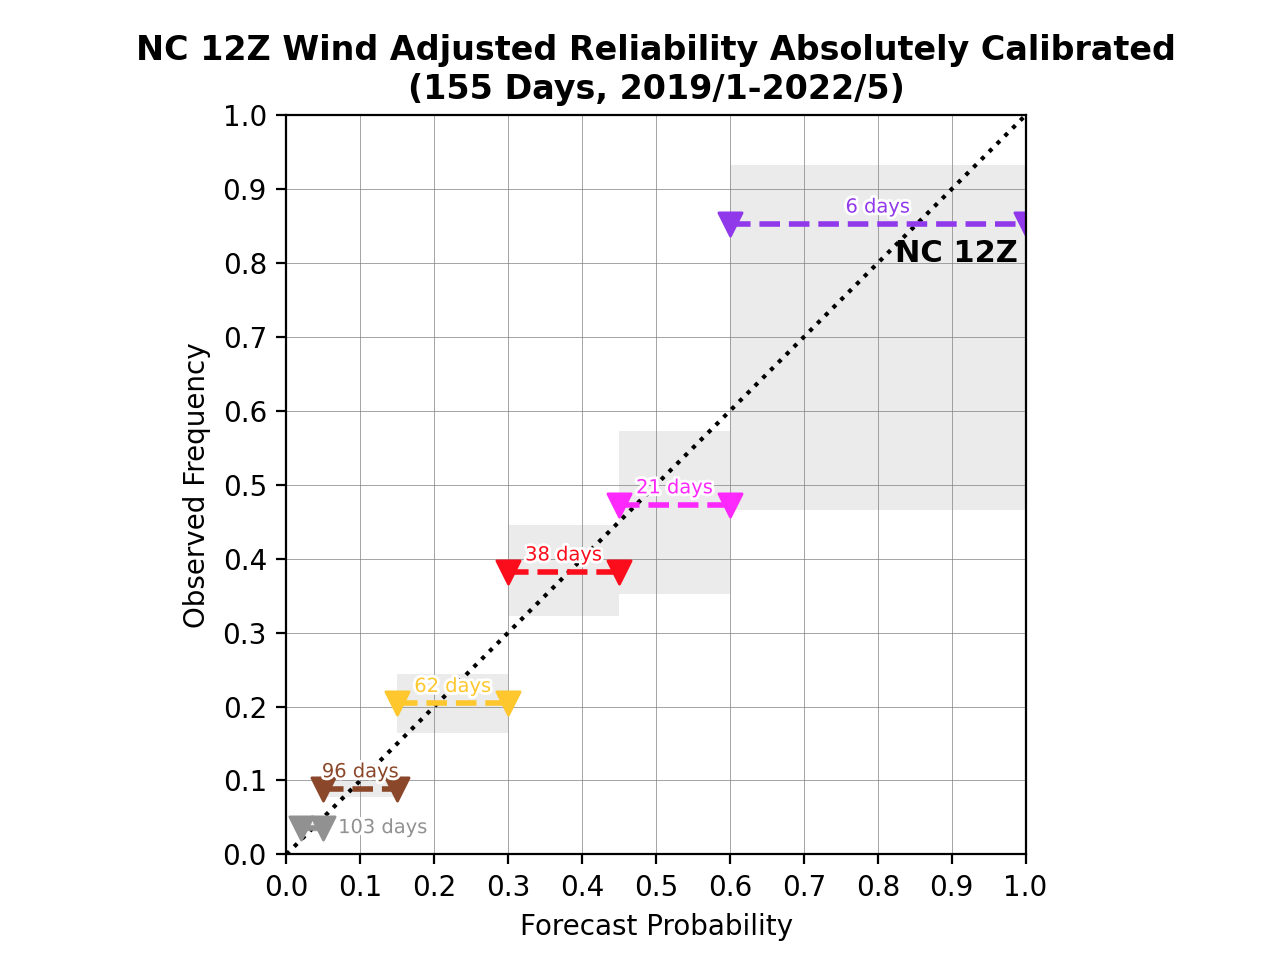 NC 12Z Wind Adjusted Reliability Absolutely Calibrated
(155 Days, 2019/1-2022/5)
1.0
0.9
6 days
NC 12Z
0.8
0.7
0.6
Observed Frequency
0.5
21 days
0.4
38 days
0.3
0.2
62 days
0.1
96 days
103 days
0.0
0.0 0.1 0.2 0.3 0.4 0.5 0.6 0.7 0.8 0.9 1.0
Forecast Probability